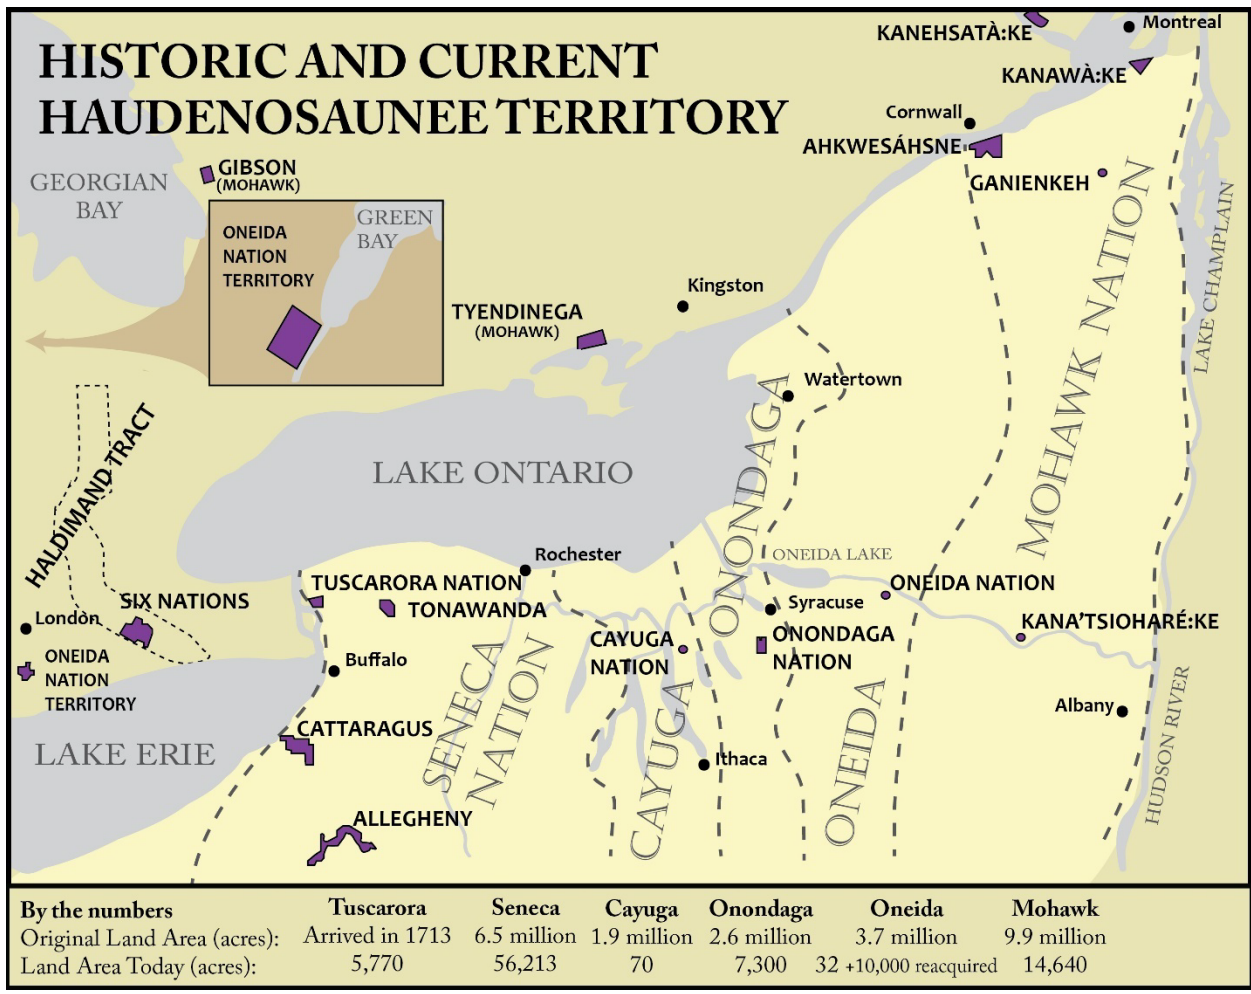 HISTORIC AND CURRENT
HAUDENOSAUNEE TERRITORY
KANEHSATÀ:KE
Montreal
KANAWÀ:KE
Cornwall
AHKWESÁHSNE
GANIENKEH
GIBSON
(MOHAWK)
GEORGIAN
BAY
ONEIDA
NATION
TERRITORY
GREEN
BAY
TYENDINEGA
(MOHAWK)
Kingston
Watertown
MOHAWK NATION
LAKE CHAMPLAIN
HALDIMAND TRACT
LAKE ONTARIO
ONONDAGA
Rochester
ONEIDA LAKE
TUSCARORA NATION
TONAWANDA
ONEIDA NATION
SIX NATIONS
London
Syracuse
KANA'TSIOHARÉ:KE
CAYUGA
NATION
ONONDAGA
NATION
ONEIDA
NATION
TERRITORY
Buffalo
SENECA
NATION
CAYUGA
ONEIDA
Albany
HUDSON RIVER
CATTARAGUS
LAKE ERIE
Ithaca
ALLEGHENY
By the numbers Tuscarora Seneca Cayuga Onondaga Oneida Mohawk
Original Land Area (acres): Arrived in 1713 6.5 million 1.9 million 2.6 million 3.7 million 9.9 million
Land Area Today (acres): 5,770 56,213 70 7,300 32 +10,000 reacquired 14,640